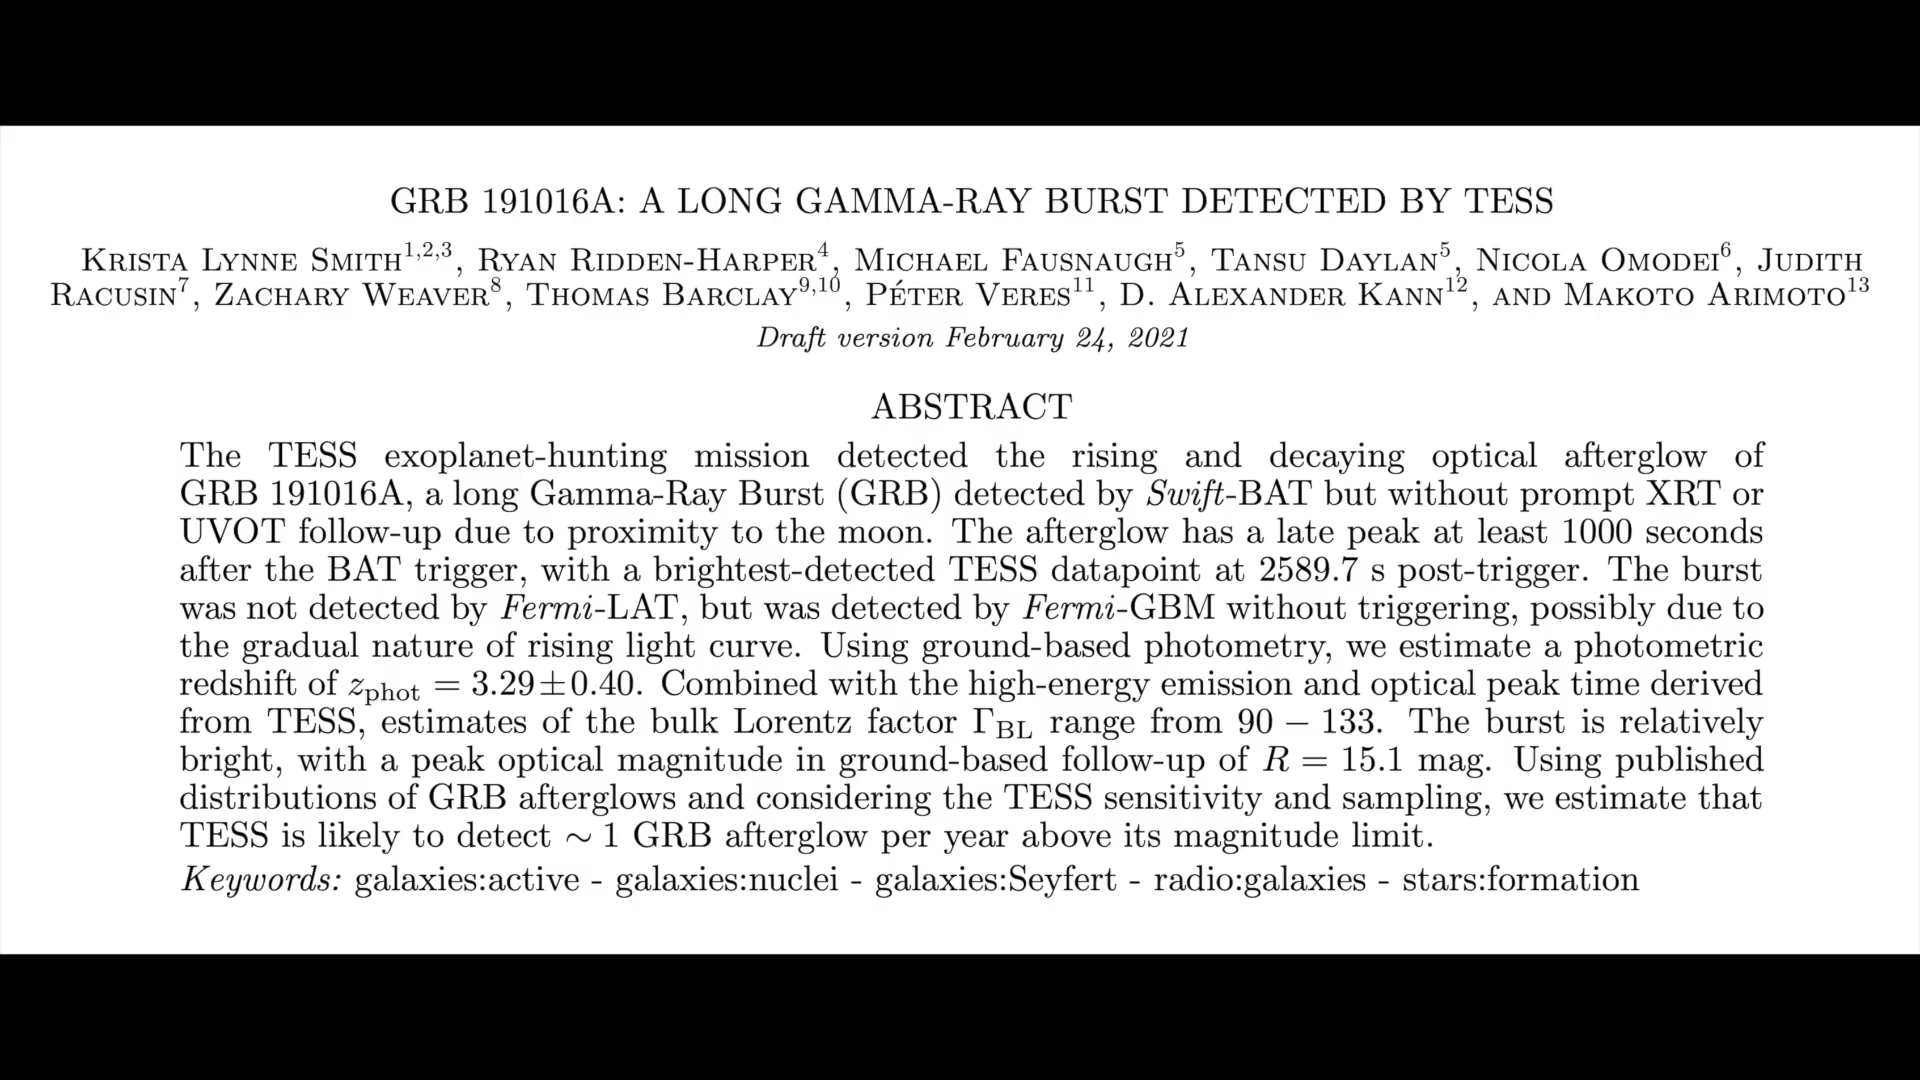 GRB 191016A: A LONG GAMMA-RAY BURST DETECTED BY TESS
Krista Lynne Smith1,2,3, Ryan Ridden-Harper4, Michael Fausnaugh5, Tansu Daylan5, Nicola Omodei6, Judith
Racusin7, Zachary Weaver8, Thomas Barclay9,10, Péter Veres11, D. Alexander Kann12, and Makoto Arimoto13
Draft version February 24, 2021
ABSTRACT
The TESS exoplanet-hunting mission detected the rising and decaying optical afterglow of
GRB 191016A, a long Gamma-Ray Burst (GRB) detected by Swift-BAT but without prompt XRT or
UVOT follow-up due to proximity to the moon. The afterglow has a late peak at least 1000 seconds
after the BAT trigger, with a brightest-detected TESS datapoint at 2589.7 s post-trigger. The burst
was not detected by Fermi-LAT, but was detected by Fermi-GBM without triggering, possibly due to
the gradual nature of rising light curve. Using ground-based photometry, we estimate a photometric
redshift of zphot = 3.29±0.40. Combined with the high-energy emission and optical peak time derived
from TESS, estimates of the bulk Lorentz factor ΓBL range from 90 − 133. The burst is relatively
bright, with a peak optical magnitude in ground-based follow-up of R = 15.1 mag. Using published
distributions of GRB afterglows and considering the TESS sensitivity and sampling, we estimate that
TESS is likely to detect ∼ 1 GRB afterglow per year above its magnitude limit.
Keywords: galaxies:active - galaxies:nuclei - galaxies:Seyfert - radio:galaxies - stars:formation